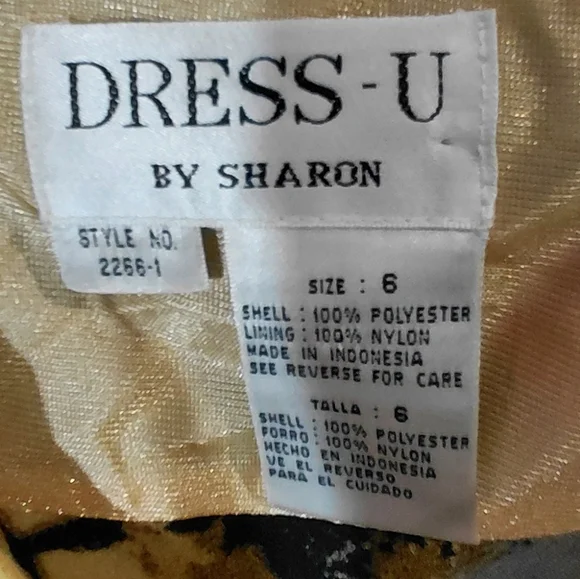 DRESS-U
BY SHARON
STYLE NO.
2266-1
SIZE : 6
SHELL : 100% POLYESTER
LINING : 100% NYLON
MADE IN INDONESIA
SEE REVERSE FOR CARE
TALLA : 6
SHELL : 100% POLYESTER
FORRO : 100% NYLON
HECHO EN INDONESIA
VE EL REVERSO
PARA EL CUIDADO